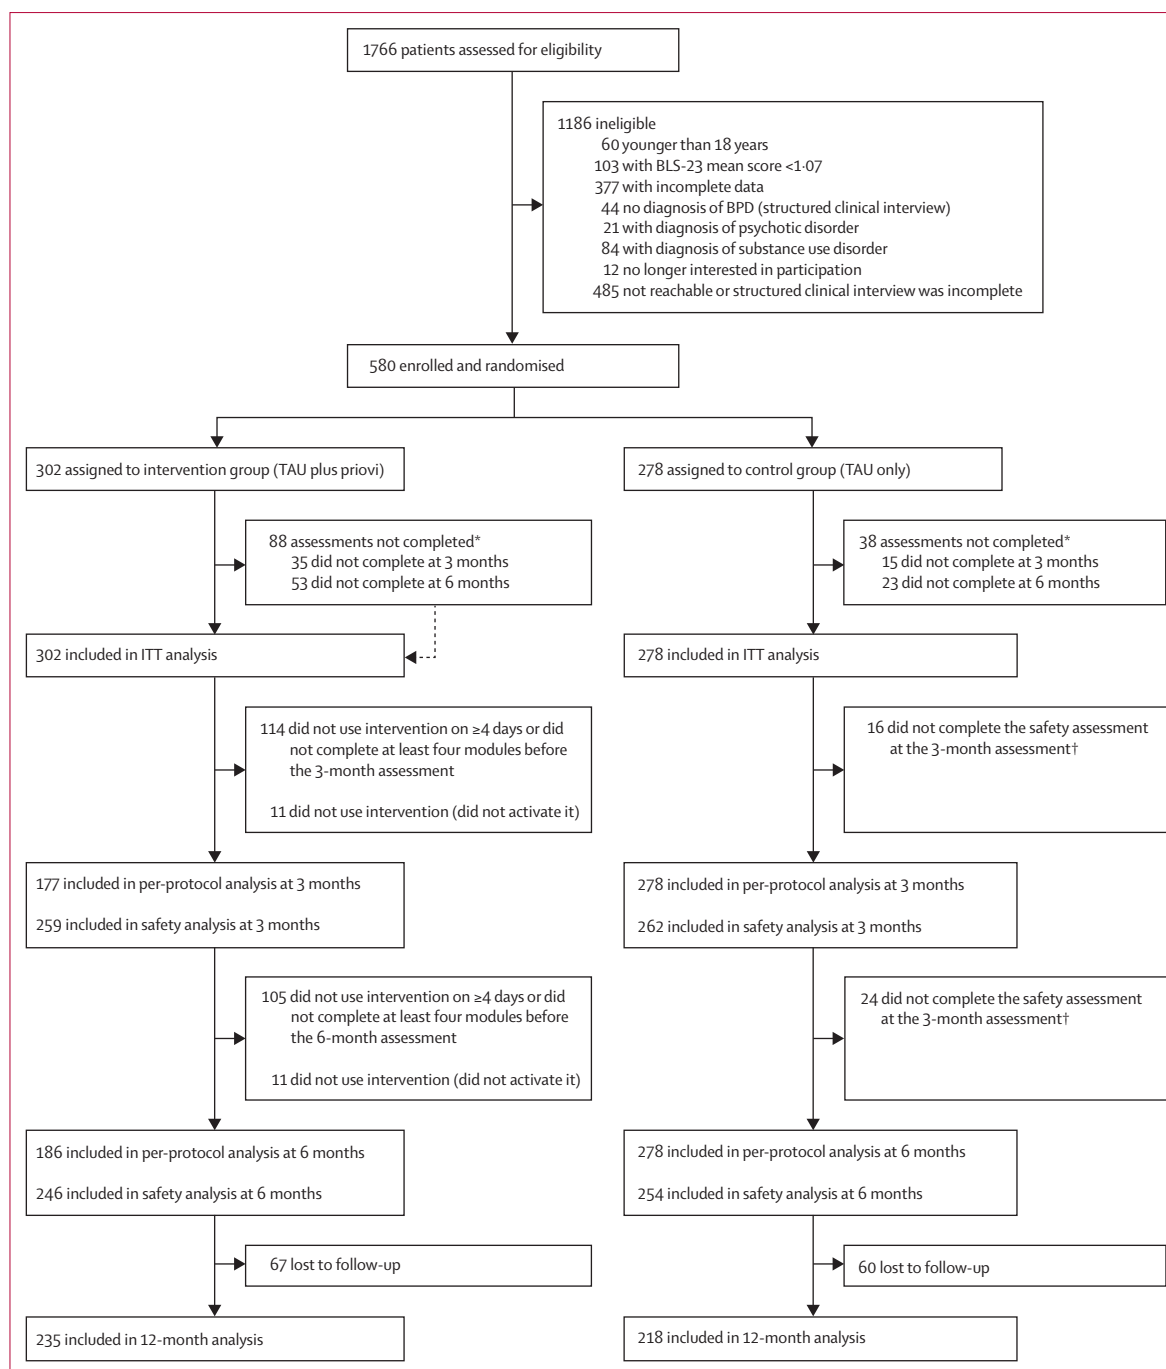 1766 patients assessed for eligibility
1186 ineligible
60 younger than 18 years
103 with BLS-23 mean score <1·07
377 with incomplete data
44 no diagnosis of BPD (structured clinical interview)
21 with diagnosis of psychotic disorder
84 with diagnosis of substance use disorder
12 no longer interested in participation
485 not reachable or structured clinical interview was incomplete
580 enrolled and randomised
302 assigned to intervention group (TAU plus priovi)
278 assigned to control group (TAU only)
88 assessments not completed*
35 did not complete at 3 months
53 did not complete at 6 months
38 assessments not completed*
15 did not complete at 3 months
23 did not complete at 6 months
302 included in ITT analysis
278 included in ITT analysis
114 did not use intervention on ≥4 days or did
not complete at least four modules before
the 3-month assessment
11 did not use intervention (did not activate it)
16 did not complete the safety assessment
at the 3-month assessment†
177 included in per-protocol analysis at 3 months
259 included in safety analysis at 3 months
278 included in per-protocol analysis at 3 months
262 included in safety analysis at 3 months
105 did not use intervention on ≥4 days or did
not complete at least four modules before
the 6-month assessment
11 did not use intervention (did not activate it)
24 did not complete the safety assessment
at the 3-month assessment†
186 included in per-protocol analysis at 6 months
246 included in safety analysis at 6 months
278 included in per-protocol analysis at 6 months
254 included in safety analysis at 6 months
67 lost to follow-up
60 lost to follow-up
235 included in 12-month analysis
218 included in 12-month analysis